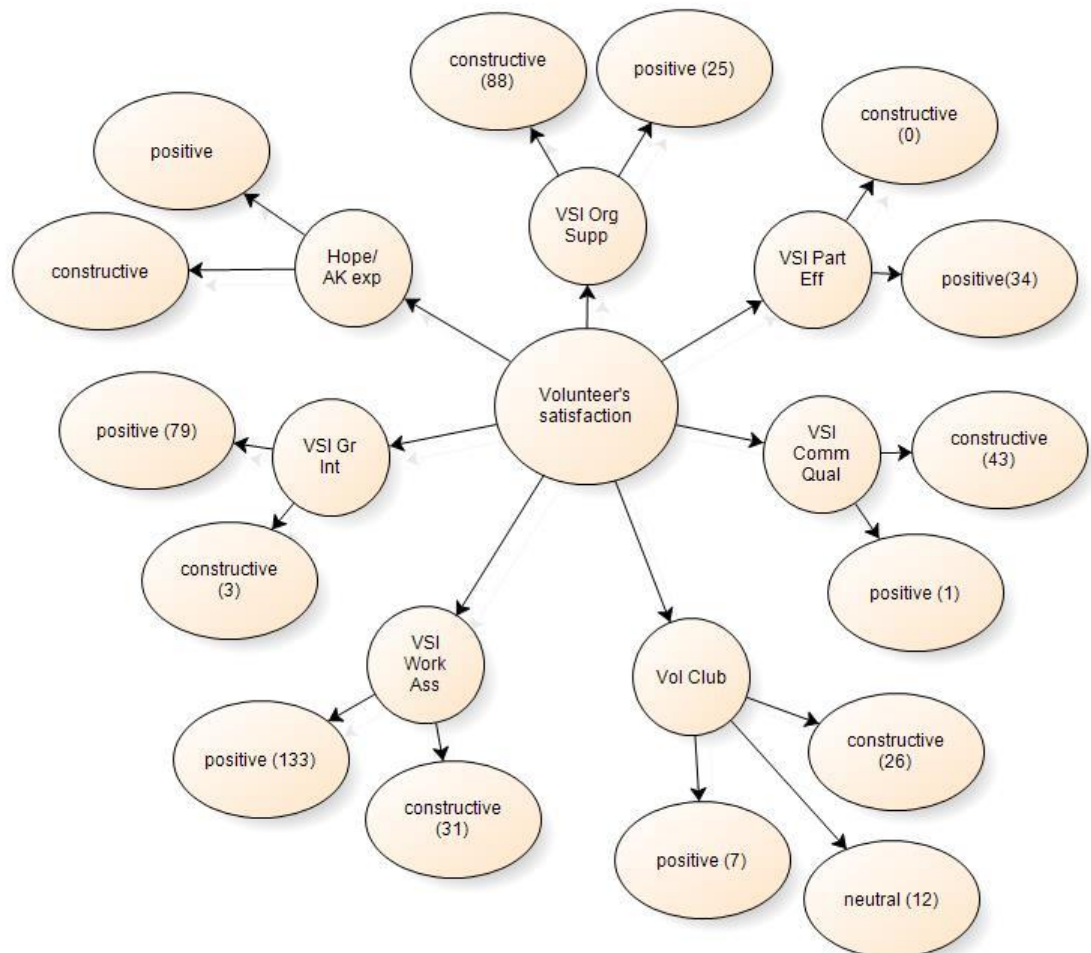 constructive
(88)
positive (25)
constructive
(0)
positive
VSI Org
Supp
constructive
Hope/
AK exp
VSI Part
Eff
positive(34)
Volunteer's
satisfaction
positive (79)
VSI Gr
Int
VSI
Comm
Qual
constructive
(43)
constructive
(3)
positive (1)
VSI
Work
Ass
Vol Club
positive (133)
constructive
(26)
constructive
(31)
positive (7)
neutral (12)